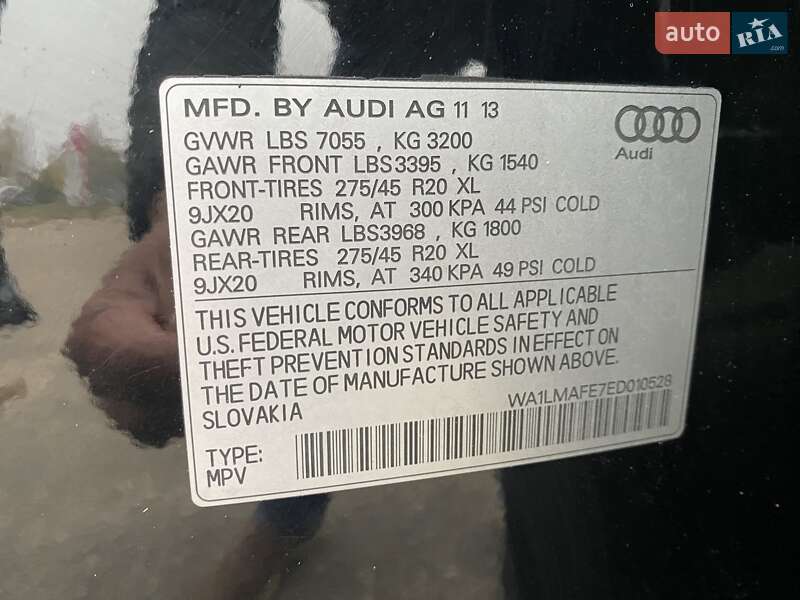 auto RIA .com
MFD. BY AUDI AG 11 13
Audi
GVWR LBS 7055 , KG 3200
GAWR FRONT LBS3395 , KG 1540
FRONT-TIRES 275/45 R20 XL
9JX20 RIMS, AT 300 KPA 44 PSI COLD
GAWR REAR LBS3968 , KG 1800
REAR-TIRES 275/45 R20 XL
9JX20 RIMS, AT 340 KPA 49 PSI COLD
THIS VEHICLE CONFORMS TO ALL APPLICABLE
U.S. FEDERAL MOTOR VEHICLE SAFETY AND
THEFT PREVENTION STANDARDS IN EFFECT ON
THE DATE OF MANUFACTURE SHOWN ABOVE.
SLOVAKIA
WA1LMAFE7ED010528
TYPE:
MPV